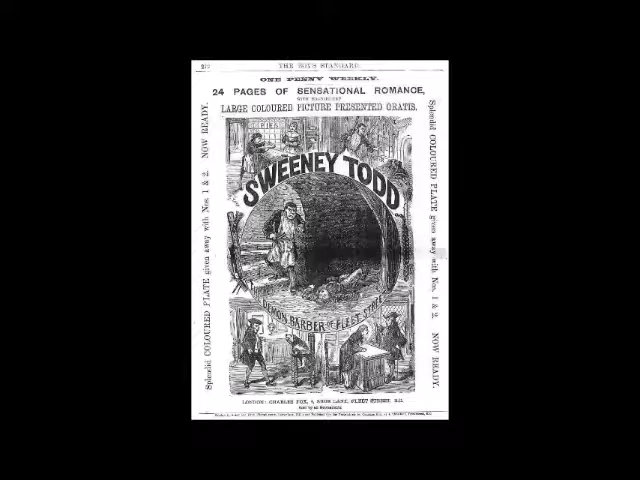 THE BOY'S STANDARD.
ONE PENNY WEEKLY.
24 PAGES OF SENSATIONAL ROMANCE,
LARGE COLOURED PICTURE PRESENTED GRATIS.
Splendid COLOURED PLATE given away with Nos. 1 & 2. NOW READY.
PIES
SWEENEY TODD
DEMON BARBER OF FLEET STREET
Splendid COLOURED PLATE given away with Nos. 1 & 2. NOW READY.
LONDON: CHARLES FOX, 4, SHOE LANE, FLEET STREET, E.C.